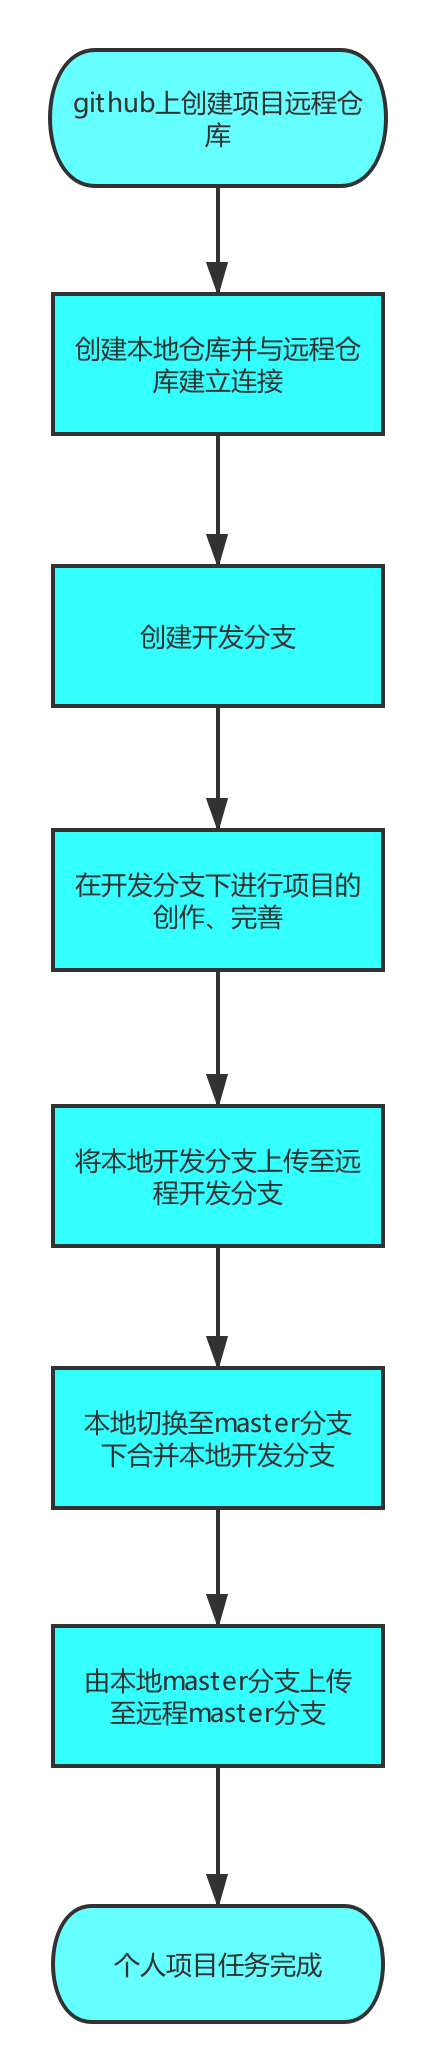 github上创建项目远程仓
库
创建本地仓库并与远程仓
库建立连接
创建开发分支
在开发分支下进行项目的
创作、完善
将本地开发分支上传至远
程开发分支
本地切换至master分支
下合并本地开发分支
由本地master分支上传
至远程master分支
个人项目任务完成